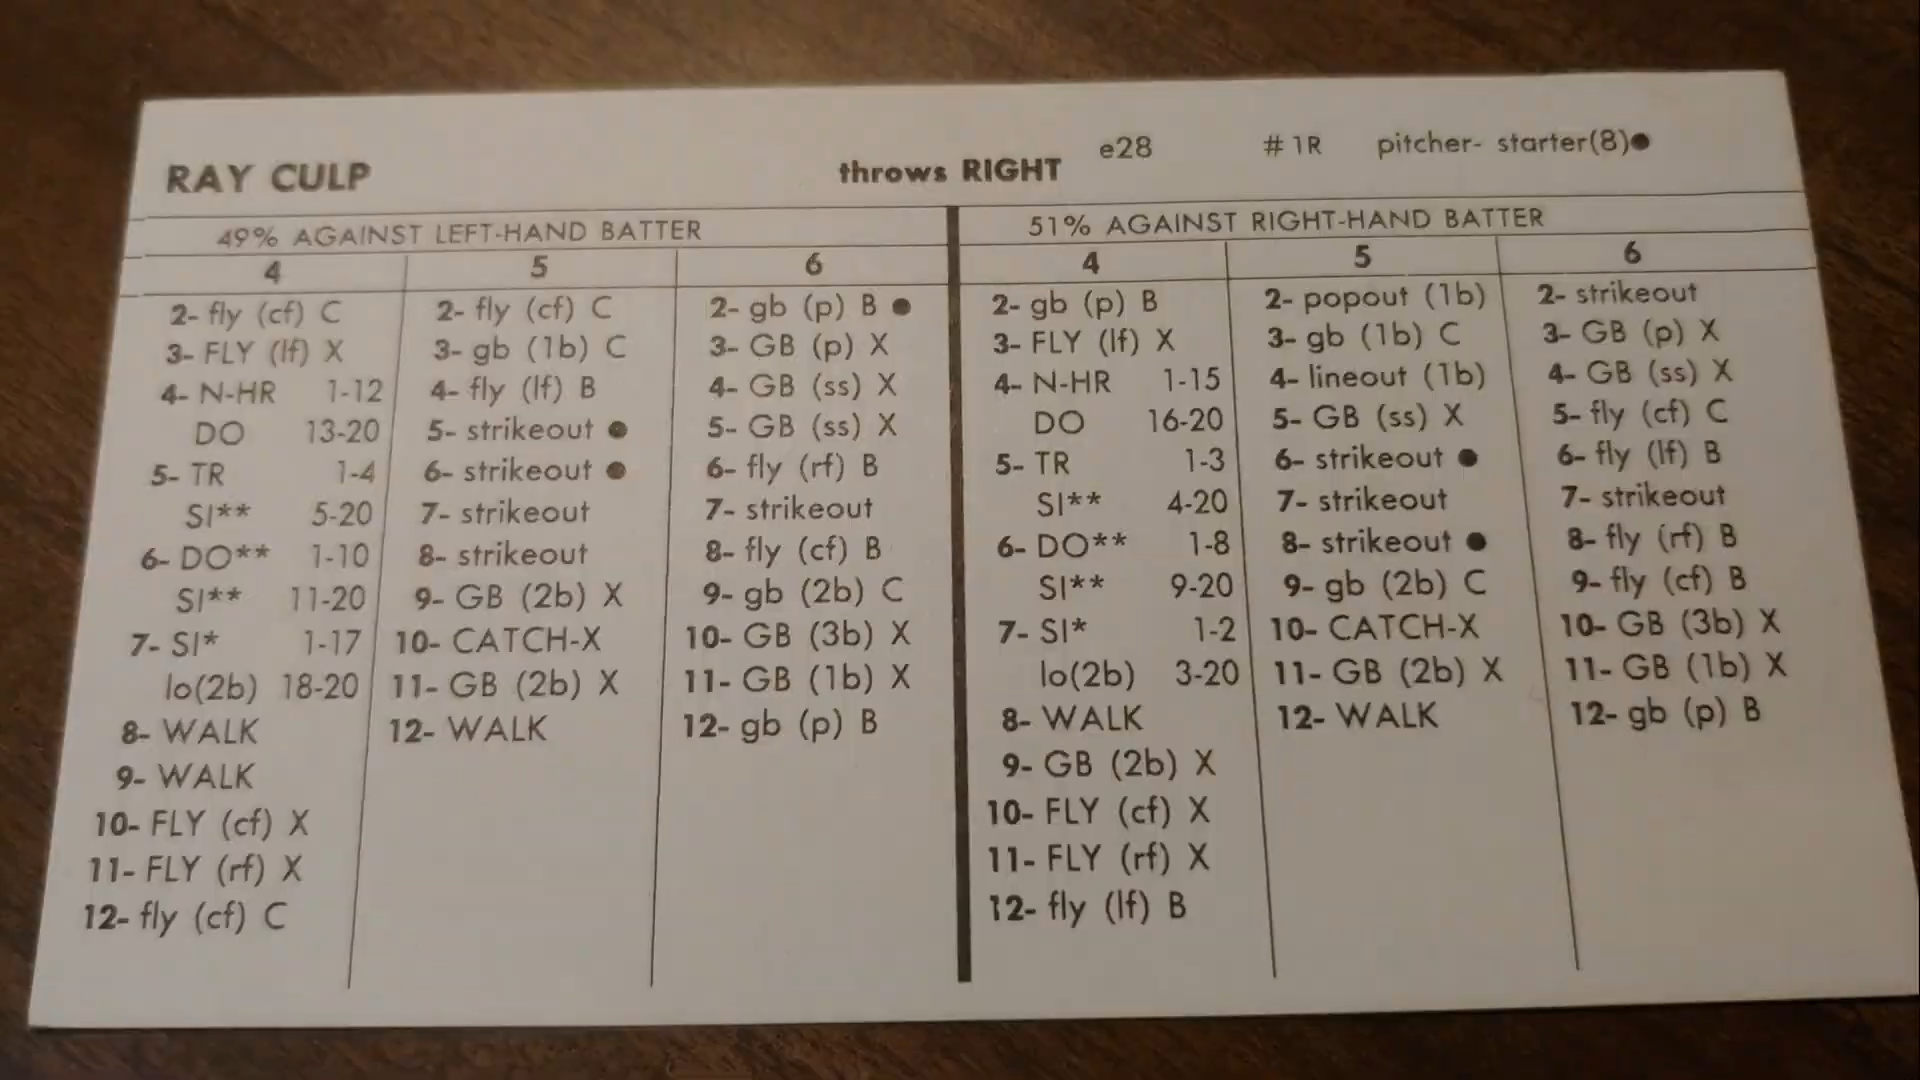 RAY CULP throws RIGHT e28 # 1R pitcher- starter(8)●
49% AGAINST LEFT-HAND BATTER
4
2- fly (cf) C
3- FLY (lf) X
4- N-HR 1-12
DO 13-20
5- TR 1-4
SI** 5-20
6- DO** 1-10
SI** 11-20
7- SI* 1-17
lo(2b) 18-20
8- WALK
9- WALK
10- FLY (cf) X
11- FLY (rf) X
12- fly (cf) C
5
2- fly (cf) C
3- gb (1b) C
4- fly (lf) B
5- strikeout ●
6- strikeout ●
7- strikeout
8- strikeout
9- GB (2b) X
10- CATCH-X
11- GB (2b) X
12- WALK
6
2- gb (p) B ●
3- GB (p) X
4- GB (ss) X
5- GB (ss) X
6- fly (rf) B
7- strikeout
8- fly (cf) B
9- gb (2b) C
10- GB (3b) X
11- GB (1b) X
12- gb (p) B
51% AGAINST RIGHT-HAND BATTER
4
2- gb (p) B
3- FLY (lf) X
4- N-HR 1-15
DO 16-20
5- TR 1-3
SI** 4-20
6- DO** 1-8
SI** 9-20
7- SI* 1-2
lo(2b) 3-20
8- WALK
9- GB (2b) X
10- FLY (cf) X
11- FLY (rf) X
12- fly (lf) B
5
2- popout (1b)
3- gb (1b) C
4- lineout (1b)
5- GB (ss) X
6- strikeout ●
7- strikeout
8- strikeout ●
9- gb (2b) C
10- CATCH-X
11- GB (2b) X
12- WALK
6
2- strikeout
3- GB (p) X
4- GB (ss) X
5- fly (cf) C
6- fly (lf) B
7- strikeout
8- fly (rf) B
9- fly (cf) B
10- GB (3b) X
11- GB (1b) X
12- gb (p) B